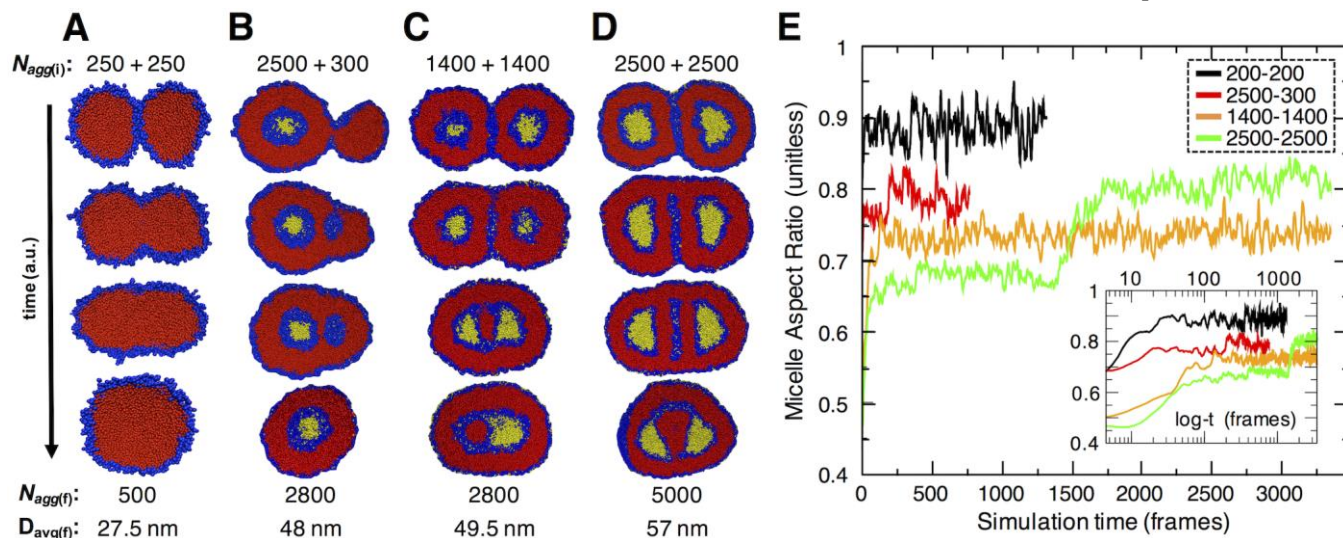 A B C D E
Nagg(i): 250 + 250 2500 + 300 1400 + 1400 2500 + 2500
time (a.u.)
Nagg(f): 500 2800 2800 5000
Davg(f): 27.5 nm 48 nm 49.5 nm 57 nm
Micelle Aspect Ratio (unitless)
1
0.9
0.8
0.7
0.6
0.5
0.4
200-200
2500-300
1400-1400
2500-2500
10 100 1000
1
0.8
0.6
0.4
log-t (frames)
0 500 1000 1500 2000 2500 3000
Simulation time (frames)